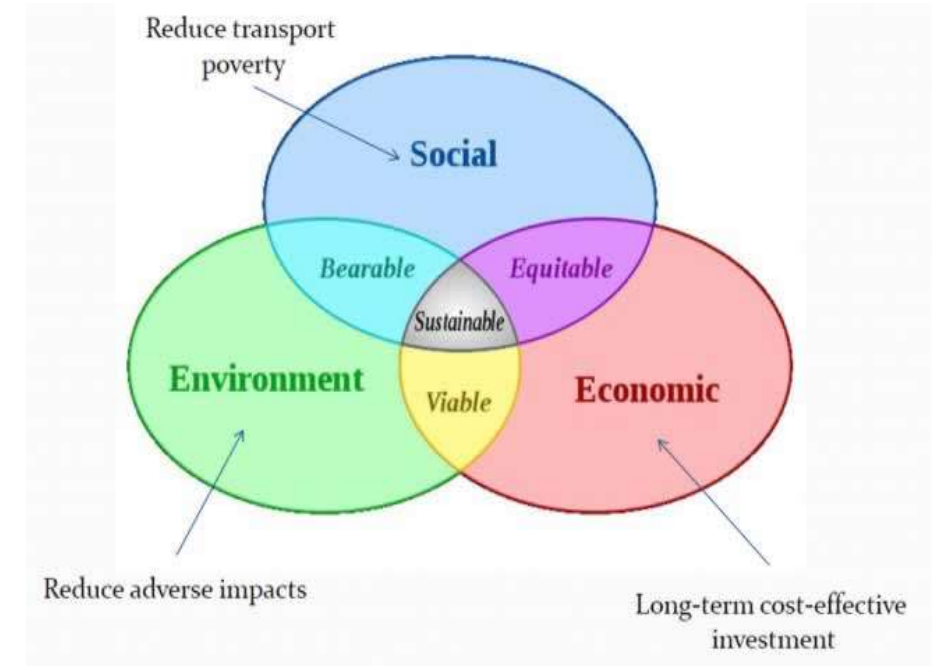 Reduce transport
poverty
Social
Bearable
Equitable
Sustainable
Environment
Viable
Economic
Reduce adverse impacts
Long-term cost-effective
investment